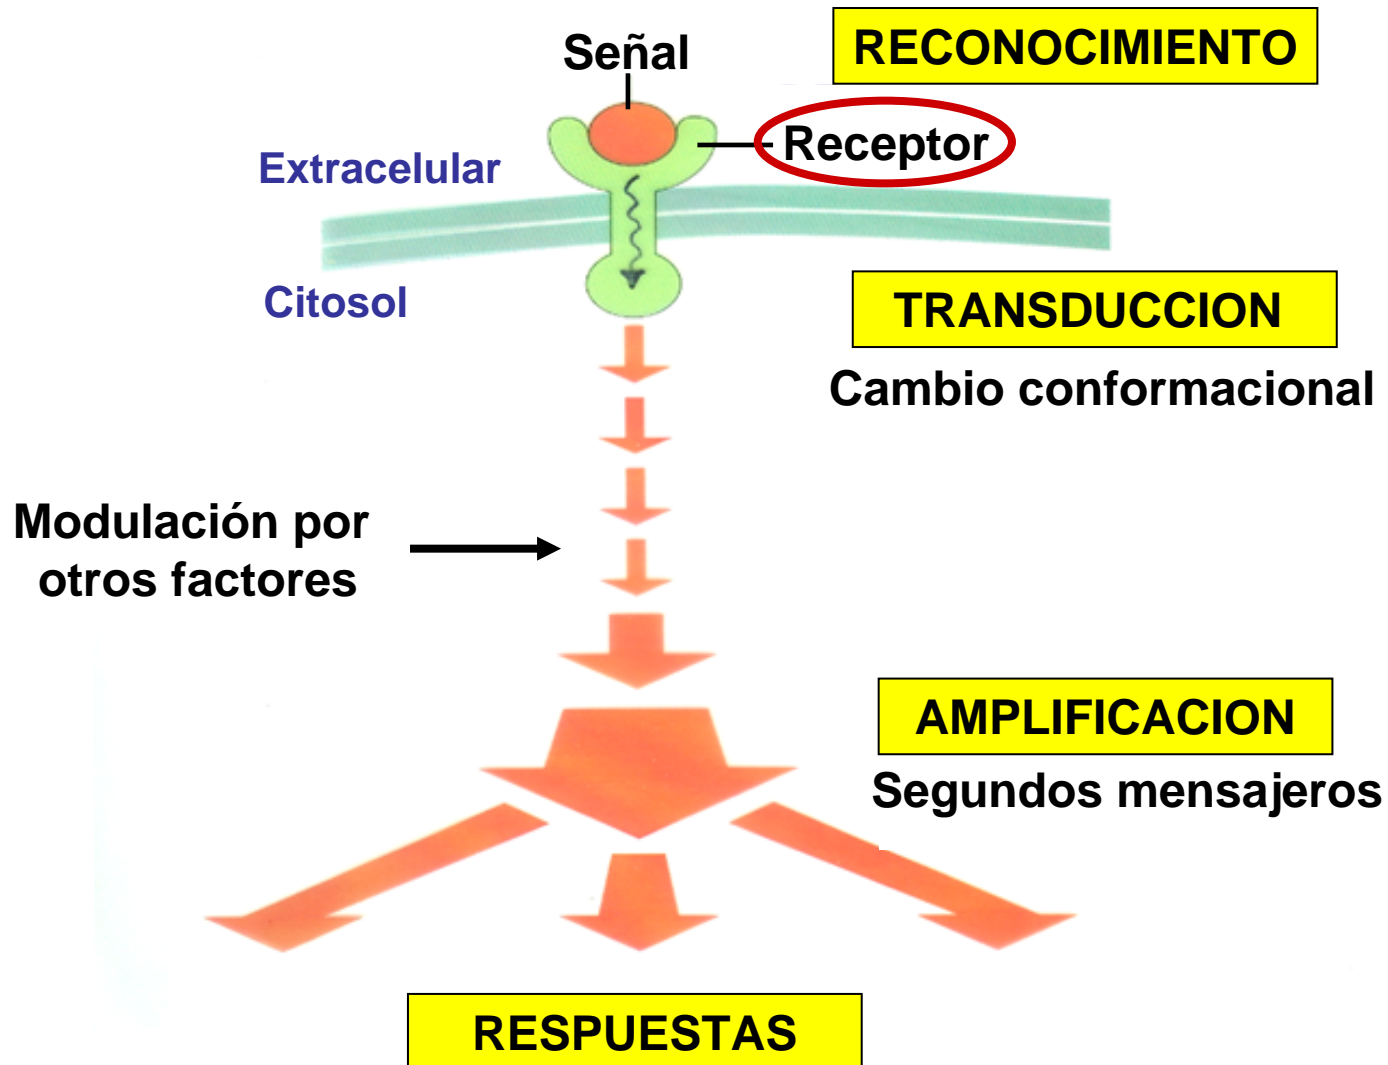 Señal
RECONOCIMIENTO
Receptor
Extracelular
Citosol
TRANSDUCCION
Cambio conformacional
Modulación por
otros factores
AMPLIFICACION
Segundos mensajeros
RESPUESTAS